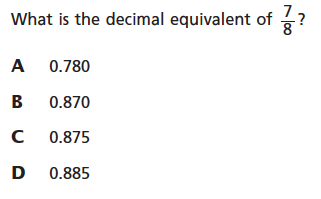 What is the decimal equivalent of 7/8?
A 0.780
B 0.870
C 0.875
D 0.885